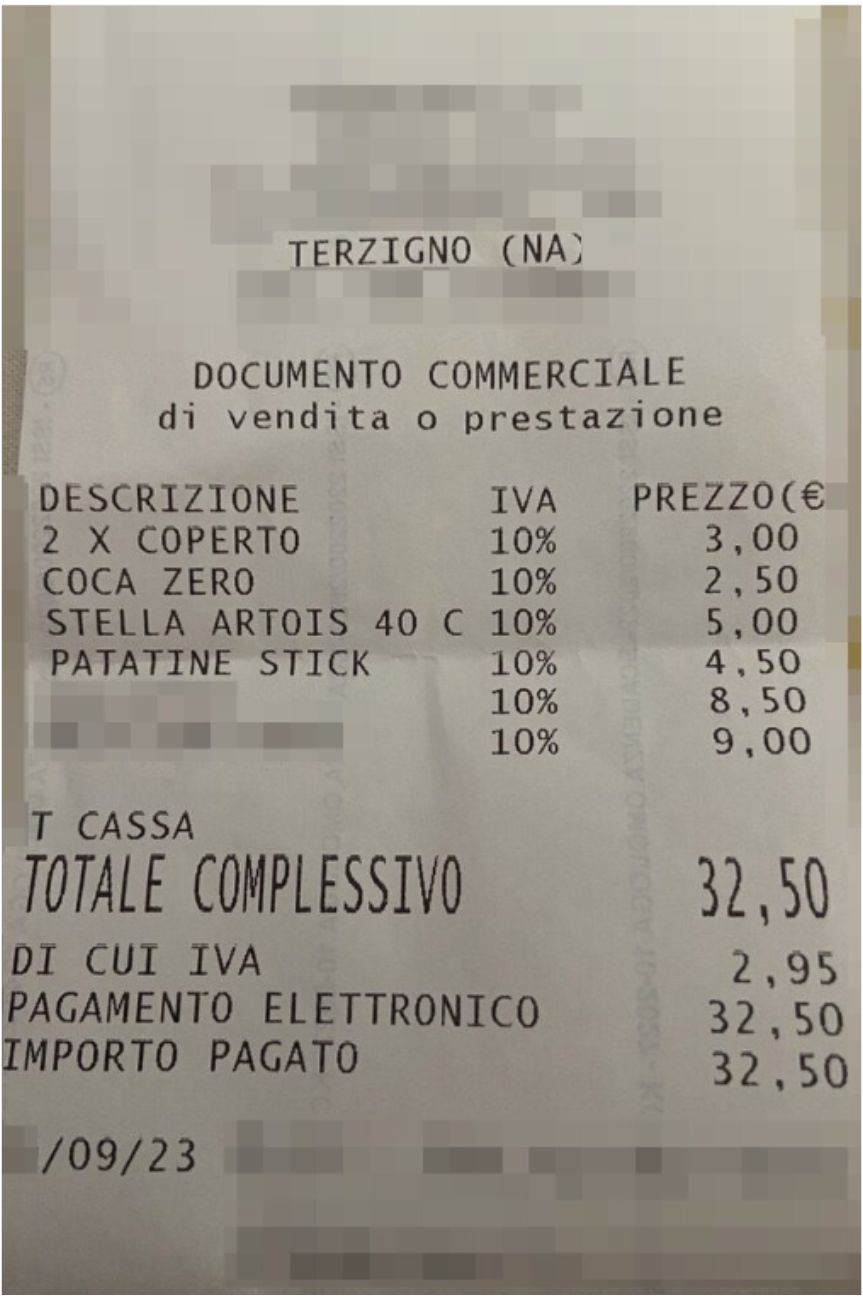 TERZIGNO (NA)
DOCUMENTO COMMERCIALE
di vendita o prestazione
DESCRIZIONE IVA PREZZO(€
2 X COPERTO 10% 3,00
COCA ZERO 10% 2,50
STELLA ARTOIS 40 C 10% 5,00
PATATINE STICK 10% 4,50
10% 8,50
10% 9,00
T CASSA
TOTALE COMPLESSIVO 32,50
DI CUI IVA 2,95
PAGAMENTO ELETTRONICO 32,50
IMPORTO PAGATO 32,50
/09/23